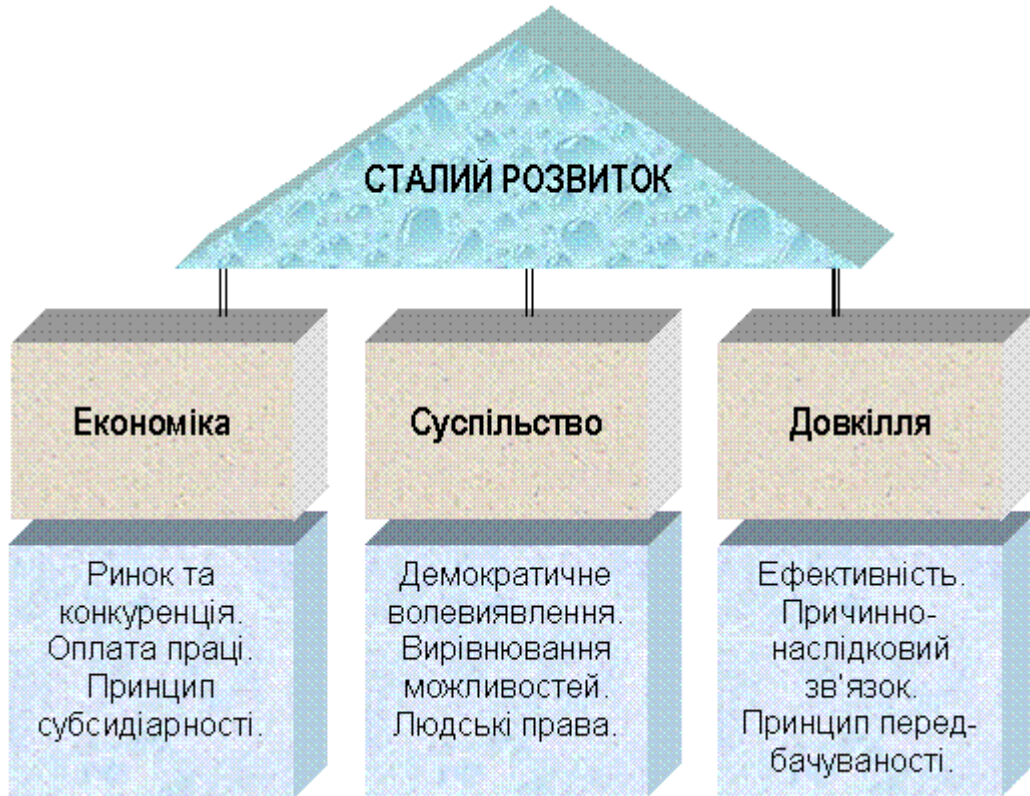 СТАЛИЙ РОЗВИТОК
Економіка
Ринок та
конкуренція.
Оплата праці.
Принцип
субсидіарності.
Суспільство
Демократичне
волевиявлення.
Вирівнювання
можливостей.
Людські права.
Довкілля
Ефективність.
Причинно-
наслідковий
зв'язок.
Принцип перед-
бачуваності.